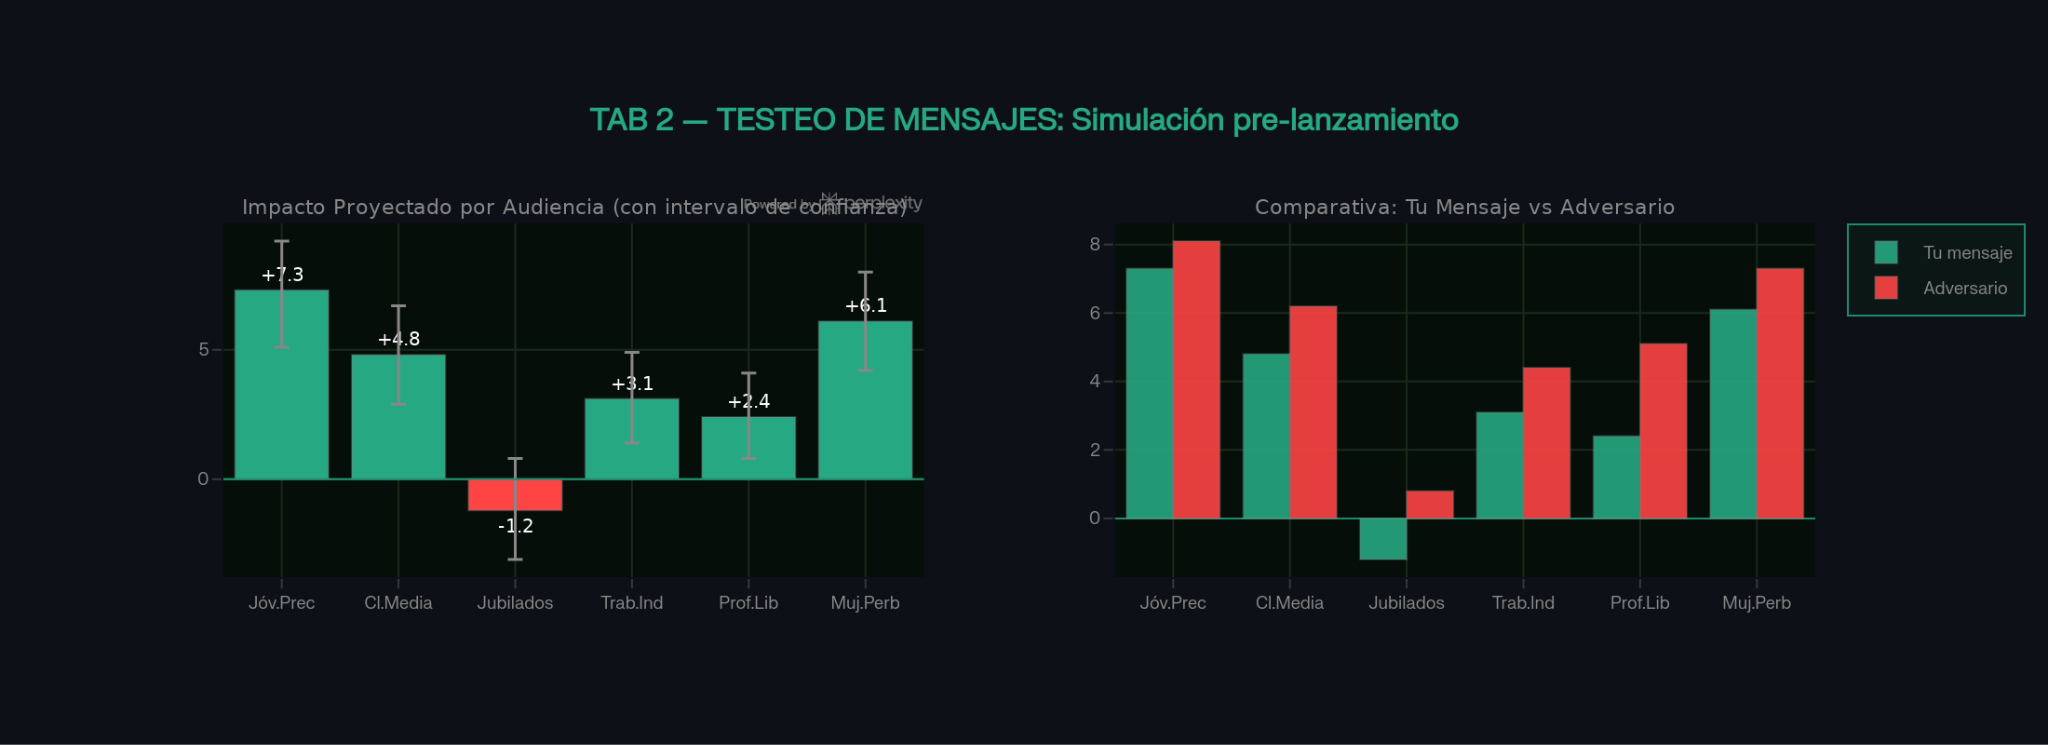 TAB 2 — TESTEO DE MENSAJES: Simulación pre-lanzamiento
Impacto Proyectado por Audiencia (con intervalo de confianza)
Powered by perplexity
+7.3
+4.8
-1.2
+3.1
+2.4
+6.1
5
0
Jóv.Prec
Cl.Media
Jubilados
Trab.Ind
Prof.Lib
Muj.Perb
Comparativa: Tu Mensaje vs Adversario
8
6
4
2
0
Jóv.Prec
Cl.Media
Jubilados
Trab.Ind
Prof.Lib
Muj.Perb
Tu mensaje
Adversario